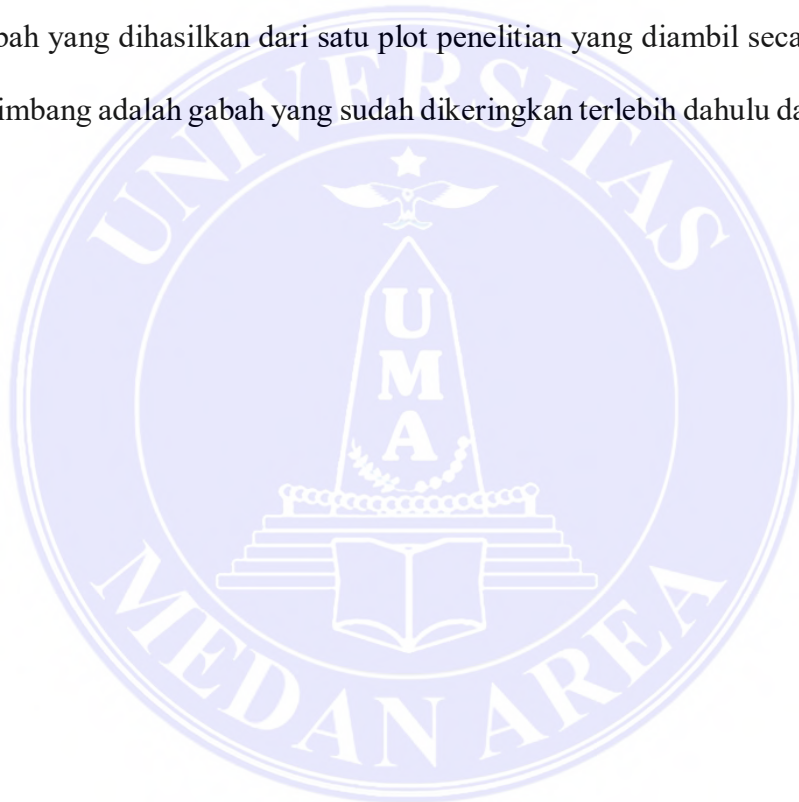 bah yang dihasilkan dari satu plot penelitian yang diambil seca
imbang adalah gabah yang sudah dikeringkan terlebih dahulu da
UNIVERSITAS
UMA
MEDAN AREA